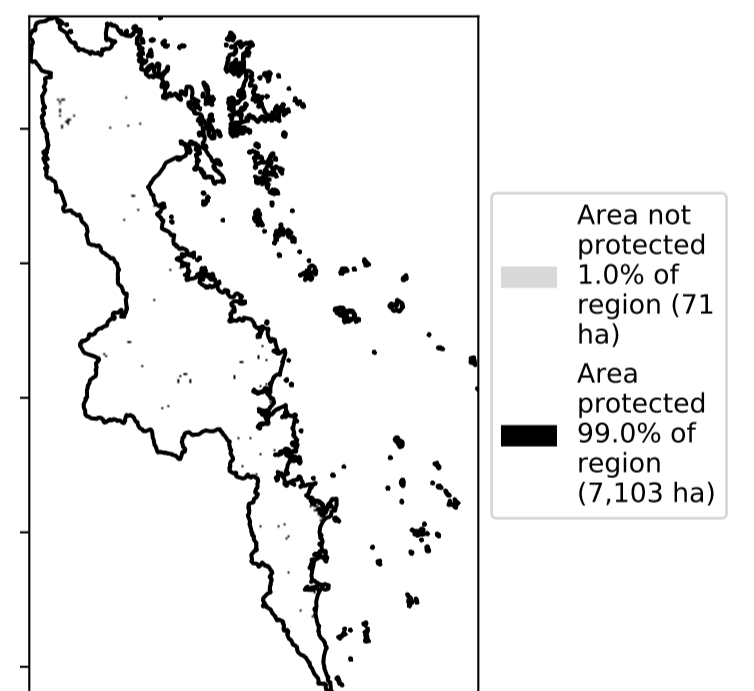 Area not
protected
1.0% of
region (71
ha)
Area
protected
99.0% of
region
(7,103 ha)